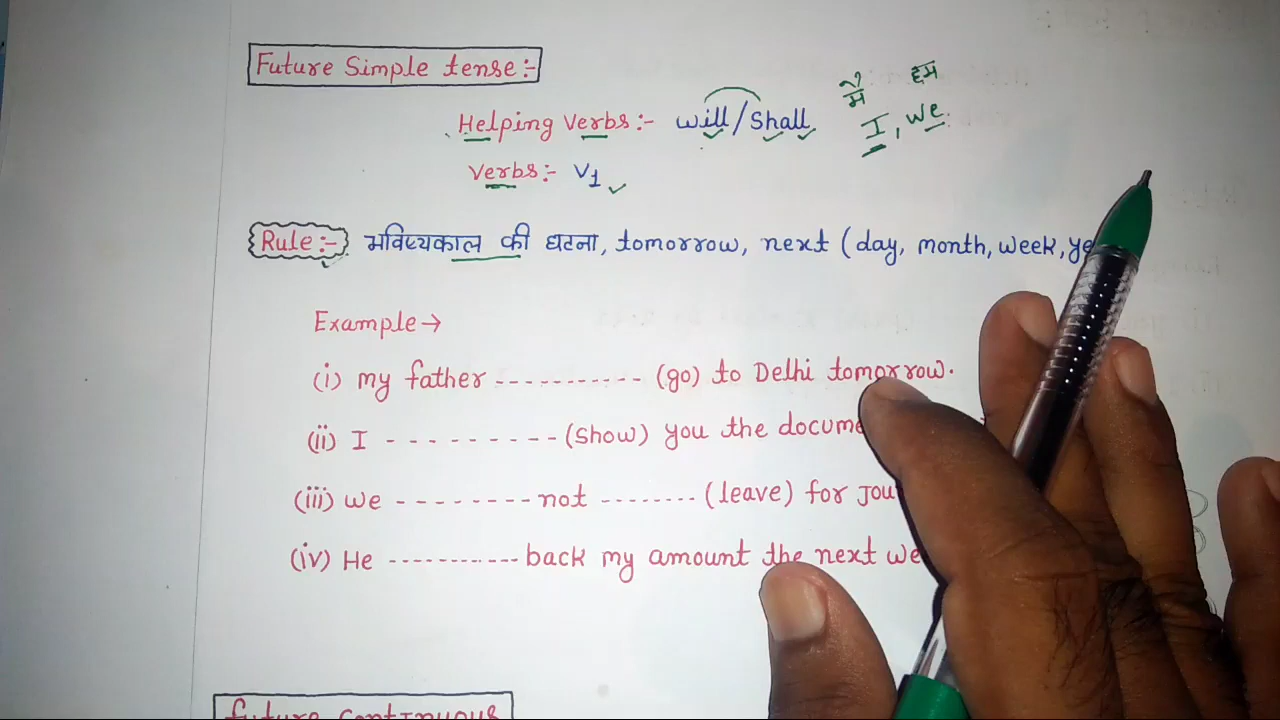 Future Simple tense:-
मैं हम
Helping verbs:- will/Shall I, we
Verbs:- V1
Rule:- भविष्यकाल की घटना, tomorrow, next (day, month, week,
Example→
(i) my father ----------- (go) to Delhi tomorrow.
(ii) I --------- (show) you the
(iii) we -------- not -------- (leave) for
(iv) He ----------- back my amount the next
future continuous